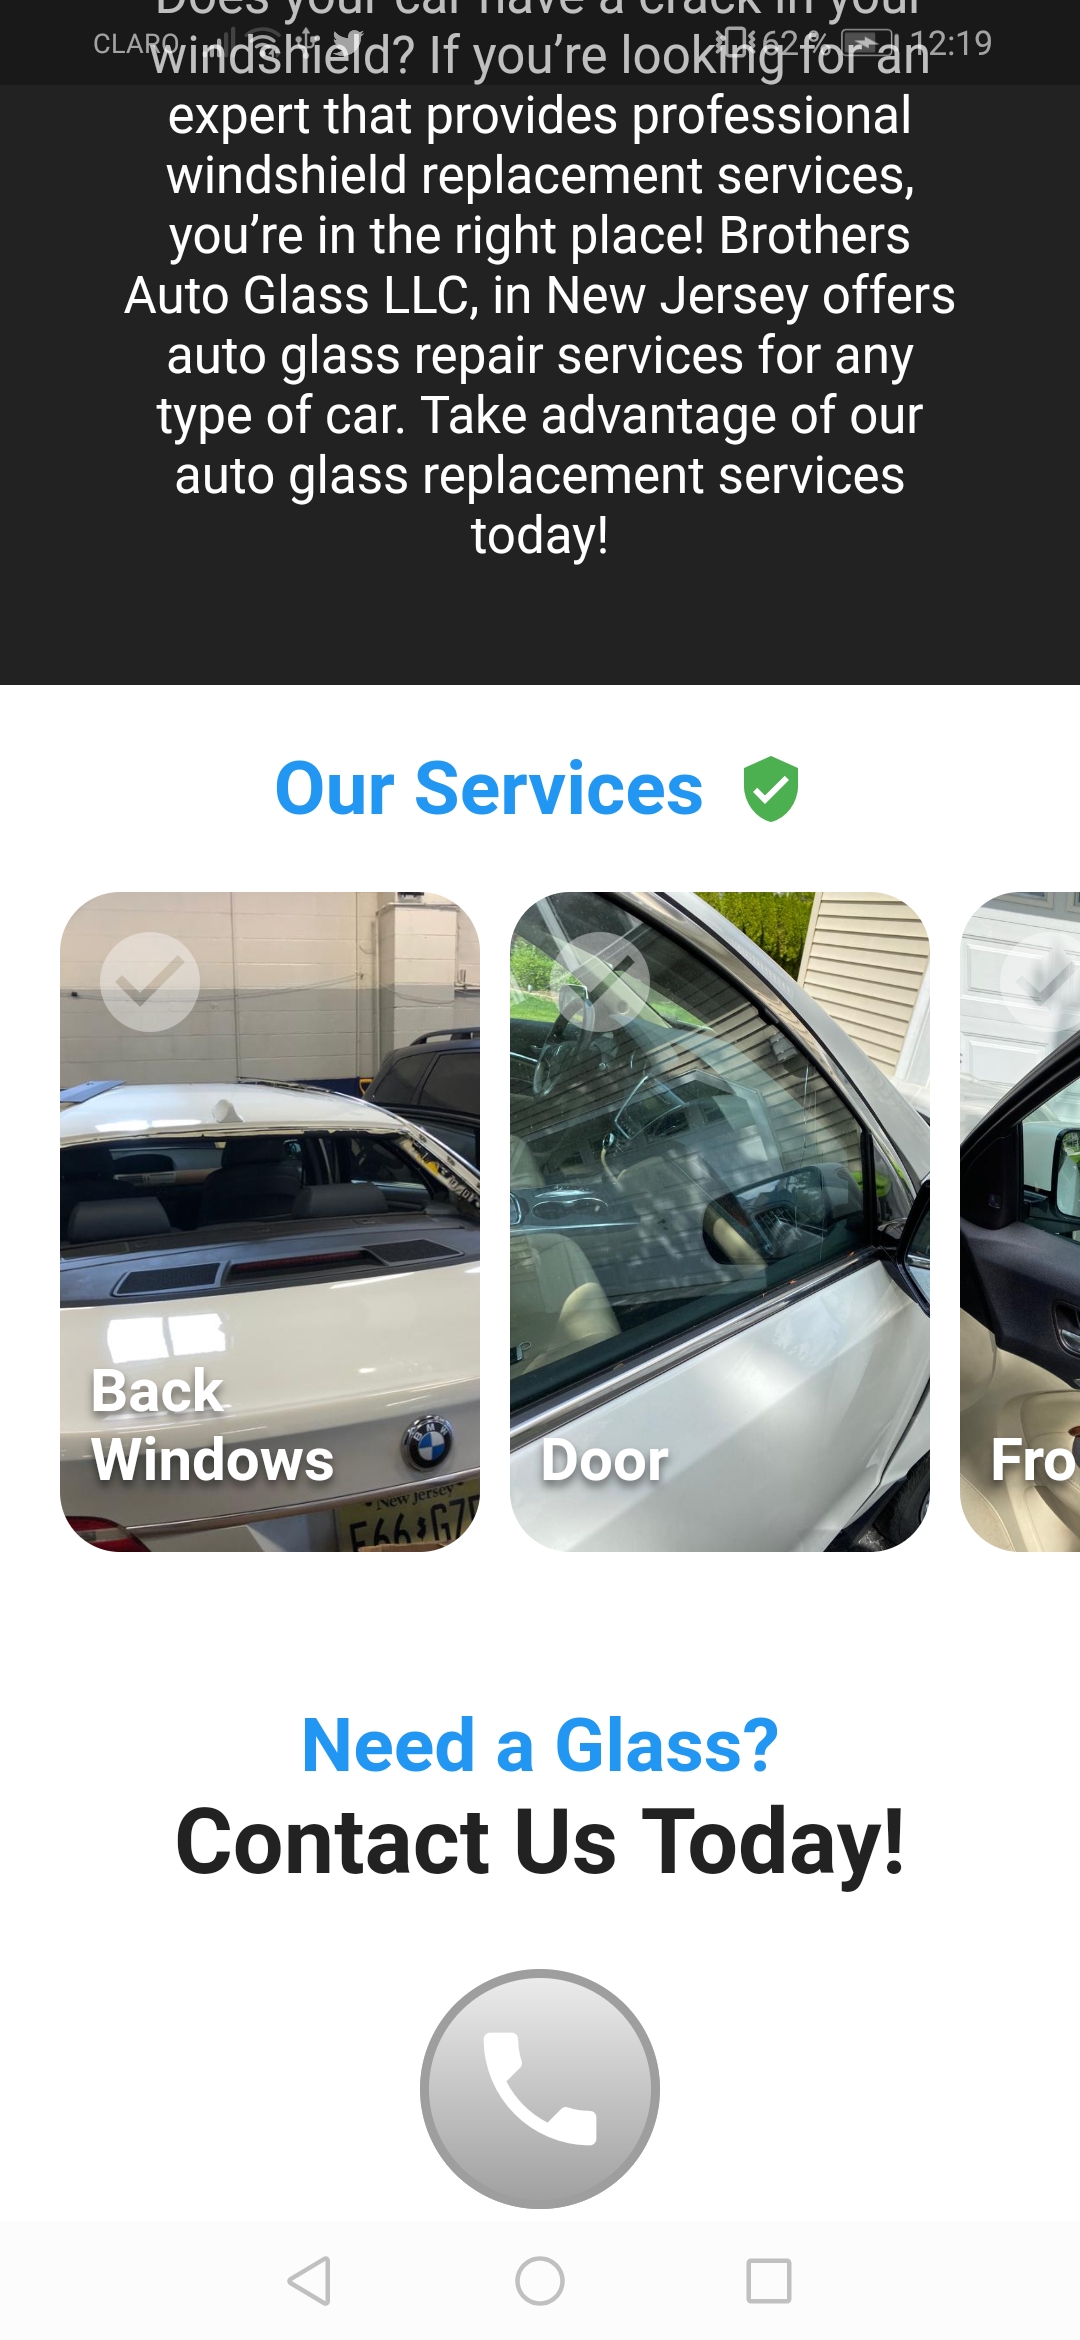 Does your car have a crack in your
CLARO 62% 12:19
windshield? If you’re looking for an
expert that provides professional
windshield replacement services,
you’re in the right place! Brothers
Auto Glass LLC, in New Jersey offers
auto glass repair services for any
type of car. Take advantage of our
auto glass replacement services
today!
Our Services
Back
Windows
BMW
New Jersey
Door
Fro
Need a Glass?
Contact Us Today!